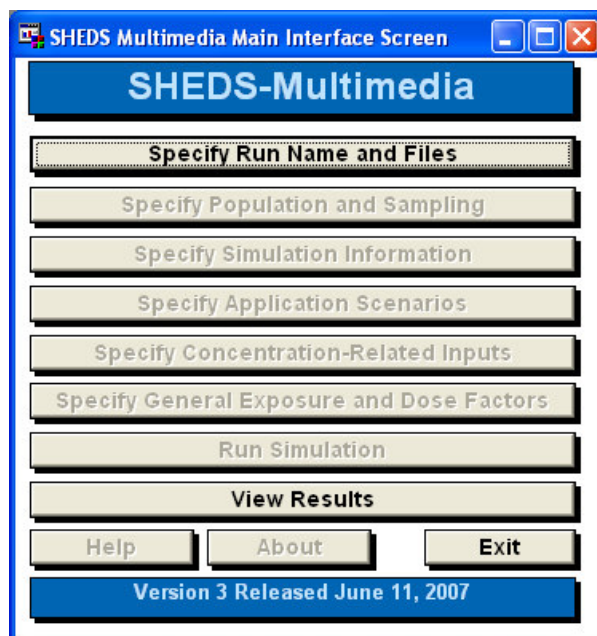 SHEDS Multimedia Main Interface Screen
SHEDS-Multimedia
Specify Run Name and Files
Specify Population and Sampling
Specify Simulation Information
Specify Application Scenarios
Specify Concentration-Related Inputs
Specify General Exposure and Dose Factors
Run Simulation
View Results
Help About Exit
Version 3 Released June 11, 2007